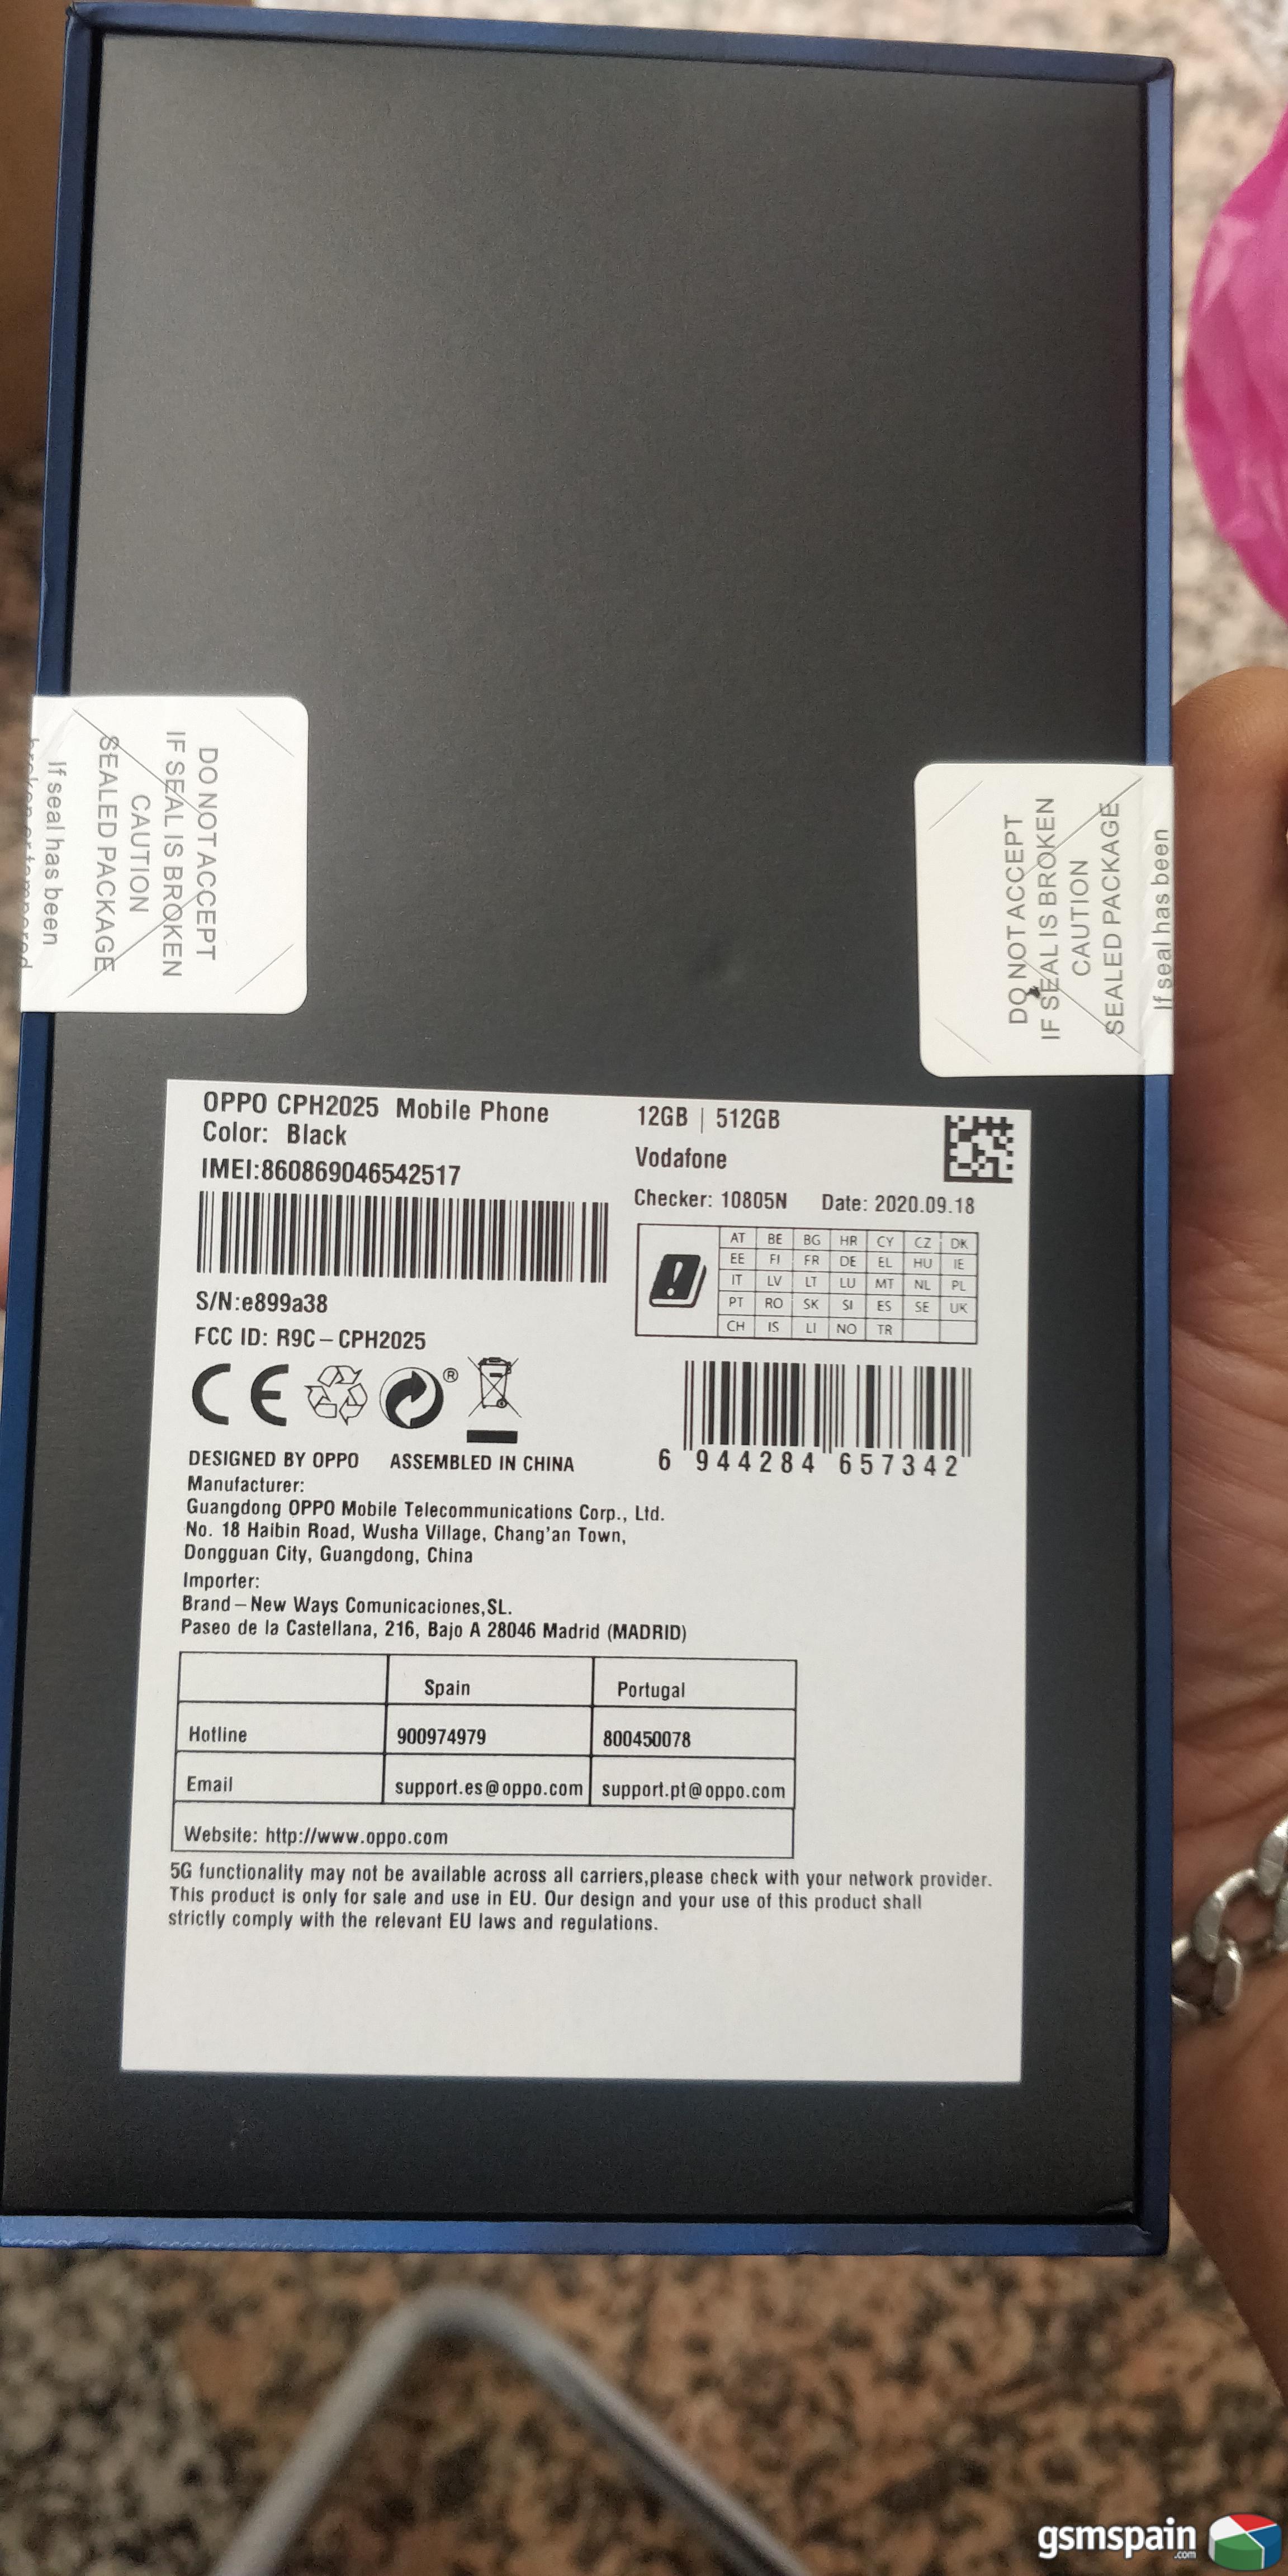 DO NOT ACCEPT
IF SEAL IS BROKEN
CAUTION
SEALED PACKAGE
If seal has been
broken or tampered
DO NOT ACCEPT
IF SEAL IS BROKEN
CAUTION
SEALED PACKAGE
If seal has been
OPPO CPH2025 Mobile Phone
Color: Black
IMEI:860869046542517
12GB | 512GB
Vodafone
Checker: 10805N Date: 2020.09.18
AT BE BG HR CY CZ DK
EE FI FR DE EL HU IE
IT LV LT LU MT NL PL
PT RO SK SI ES SE UK
CH IS LI NO TR
S/N:e899a38
FCC ID: R9C-CPH2025
CE ®
6 944284 657342
DESIGNED BY OPPO ASSEMBLED IN CHINA
Manufacturer:
Guangdong OPPO Mobile Telecommunications Corp., Ltd.
No. 18 Haibin Road, Wusha Village, Chang'an Town,
Dongguan City, Guangdong, China
Importer:
Brand-New Ways Comunicaciones,SL.
Paseo de la Castellana, 216, Bajo A 28046 Madrid (MADRID)
Spain Portugal
Hotline 900974979 800450078
Email support.es@oppo.com support.pt@oppo.com
Website: http://www.oppo.com
5G functionality may not be available across all carriers,please check with your network provider.
This product is only for sale and use in EU. Our design and your use of this product shall
strictly comply with the relevant EU laws and regulations.
gsmspain
.com